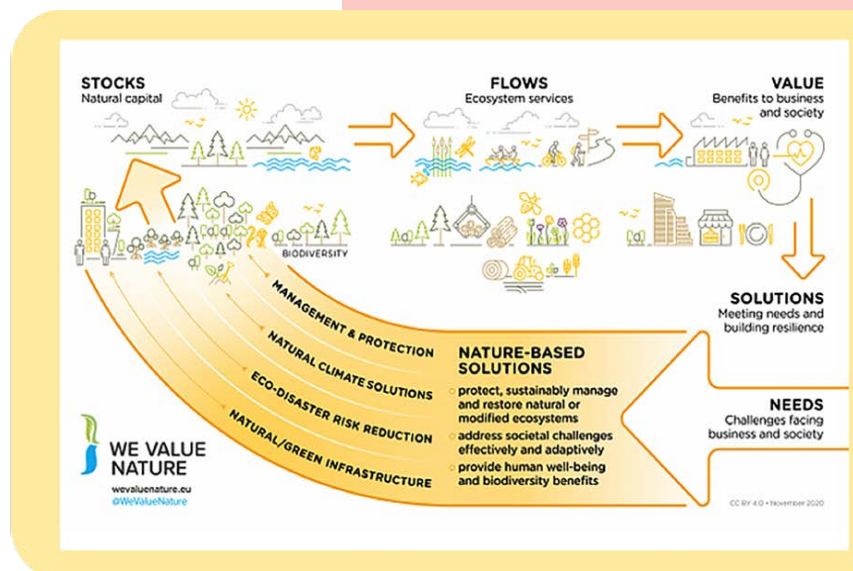 STOCKS
Natural capital
FLOWS
Ecosystem services
VALUE
Benefits to business
and society
BIODIVERSITY
SOLUTIONS
Meeting needs and
building resilience
MANAGEMENT & PROTECTION
NATURAL CLIMATE SOLUTIONS
ECO-DISASTER RISK REDUCTION
NATURAL/GREEN INFRASTRUCTURE
NATURE-BASED
SOLUTIONS
protect, sustainably manage
and restore natural or
modified ecosystems
address societal challenges
effectively and adaptively
provide human well-being
and biodiversity benefits
NEEDS
Challenges facing
business and society
WE VALUE
NATURE
wevaluenature.eu
@WeValueNature
CC BY 4.0 • November 2020